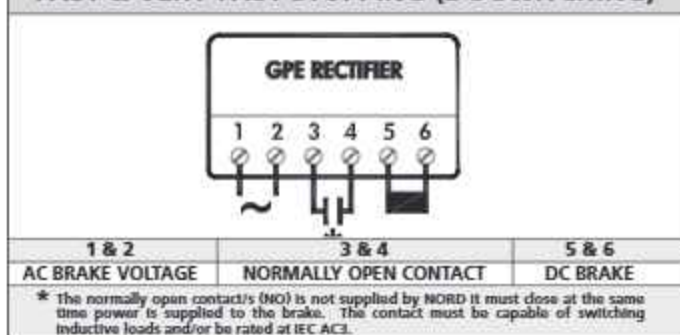 GPE RECTIFIER
1 2 3 4 5 6
~
*
1 & 2 3 & 4 5 & 6
AC BRAKE VOLTAGE NORMALLY OPEN CONTACT DC BRAKE
* The normally open contact/s (NO) is not supplied by NORD it must close at the same
time power is supplied to the brake. The contact must be capable of switching
inductive loads and/or be rated at IEC AC3.